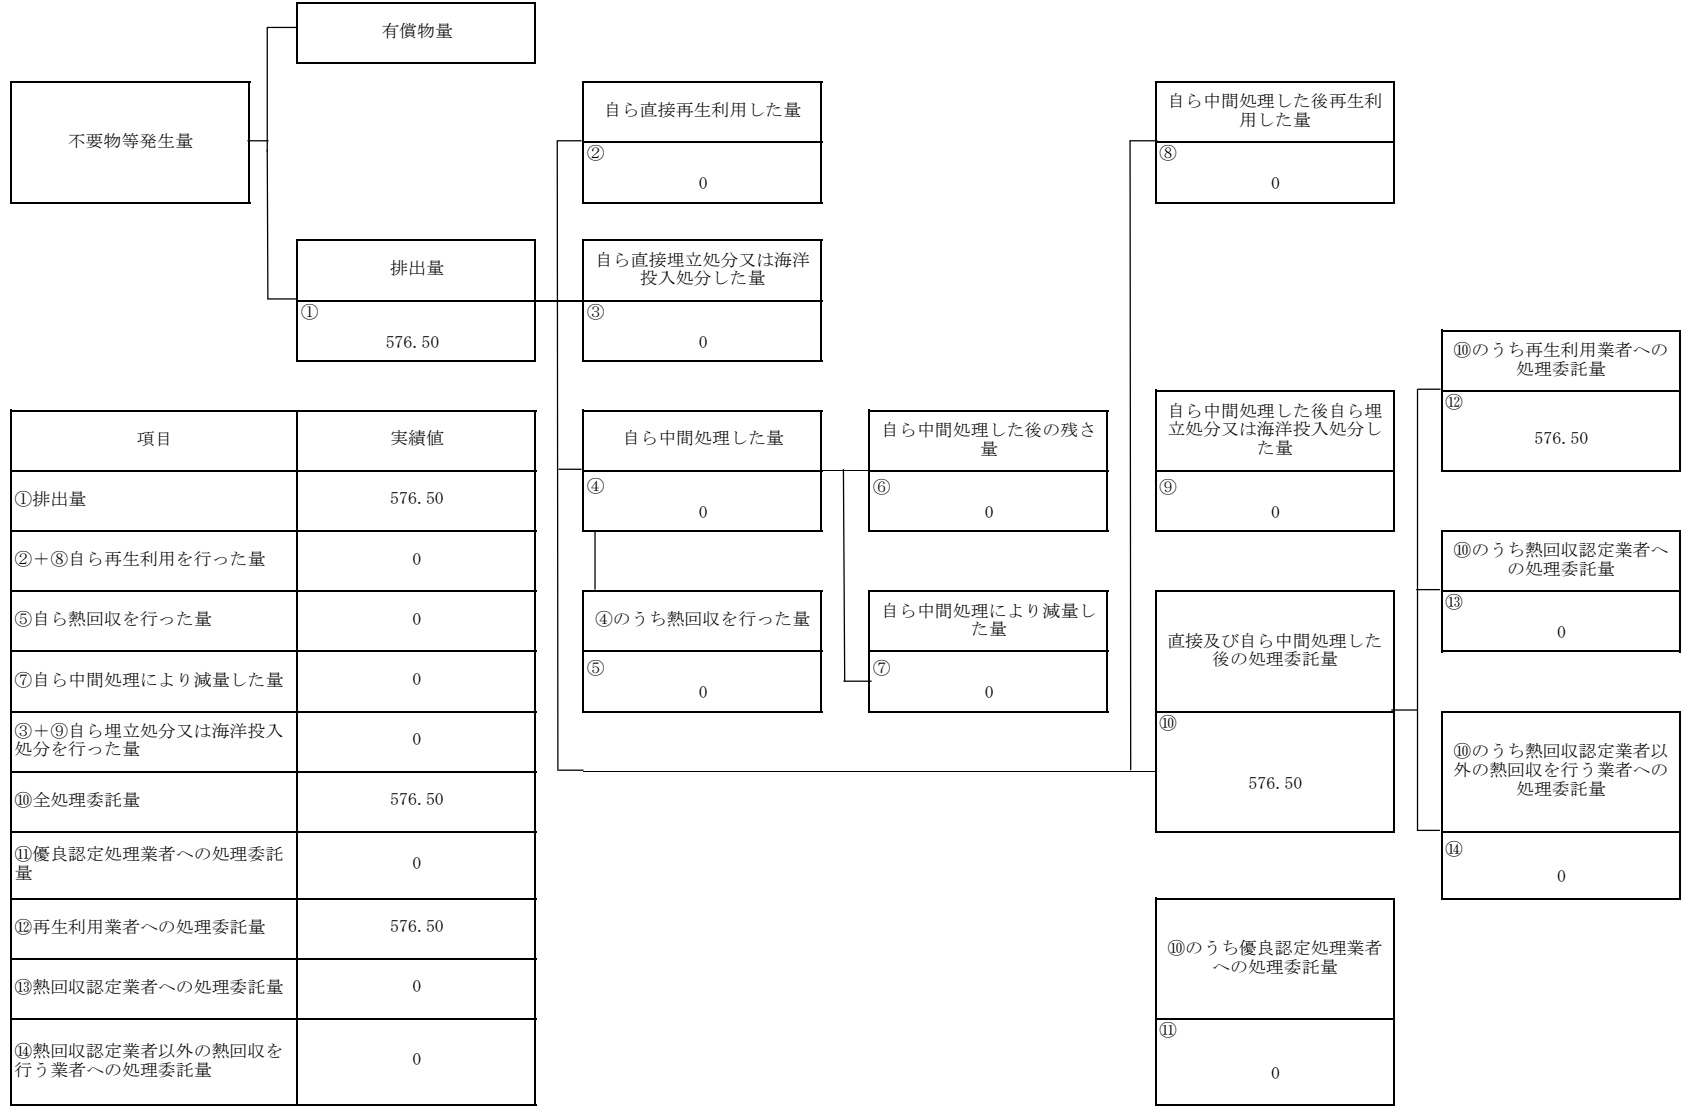 有償物量
不要物等発生量
自ら直接再生利用した量
②
0
自ら中間処理した後再生利
用した量
⑧
0
排出量
①
576.50
自ら直接埋立処分又は海洋
投入処分した量
③
0
⑩のうち再生利用業者への
処理委託量
⑫
576.50
自ら中間処理した量
④
0
自ら中間処理した後の残さ
量
⑥
0
自ら中間処理した後自ら埋
立処分又は海洋投入処分し
た量
⑨
0
⑩のうち熱回収認定業者へ
の処理委託量
⑬
0
④のうち熱回収を行った量
⑤
0
自ら中間処理により減量し
た量
⑦
0
直接及び自ら中間処理した
後の処理委託量
⑩
576.50
⑩のうち熱回収認定業者以
外の熱回収を行う業者への
処理委託量
⑭
0
⑩のうち優良認定処理業者
への処理委託量
⑪
0
項目 実績値
①排出量 576.50
②＋⑧自ら再生利用を行った量 0
⑤自ら熱回収を行った量 0
⑦自ら中間処理により減量した量 0
③＋⑨自ら埋立処分又は海洋投入
処分を行った量 0
⑩全処理委託量 576.50
⑪優良認定処理業者への処理委託
量 0
⑫再生利用業者への処理委託量 576.50
⑬熱回収認定業者への処理委託量 0
⑭熱回収認定業者以外の熱回収を
行う業者への処理委託量 0